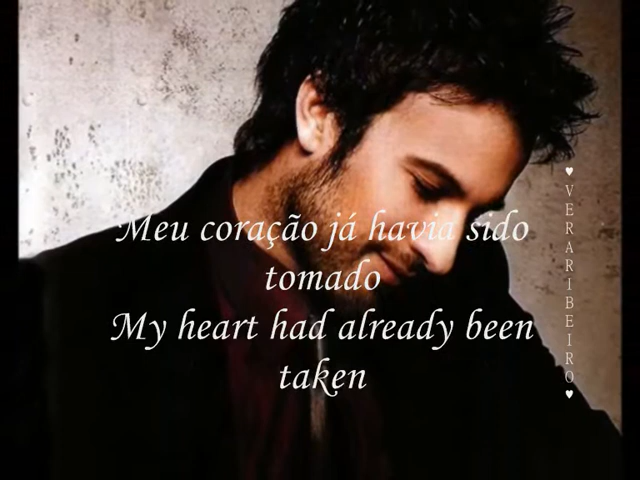 Meu coração já havia sido
tomado
My heart had already been
taken
♥VERARIBEIRO♥